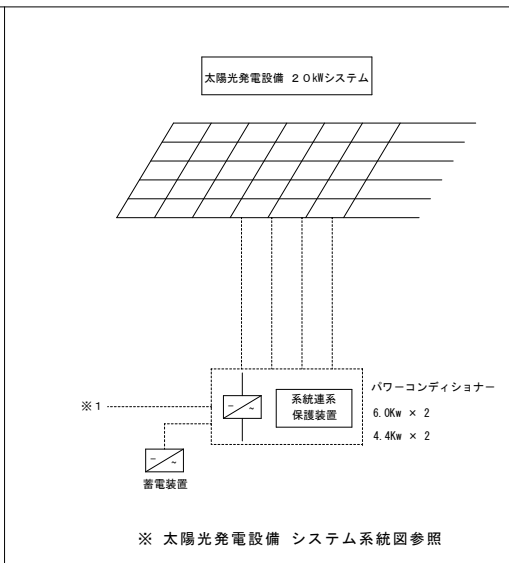 太陽光発電設備 20kWシステム
パワーコンディショナー
系統連系
保護装置
6.0Kw × 2
※1
4.4Kw × 2
蓄電装置
※ 太陽光発電設備 システム系統図参照